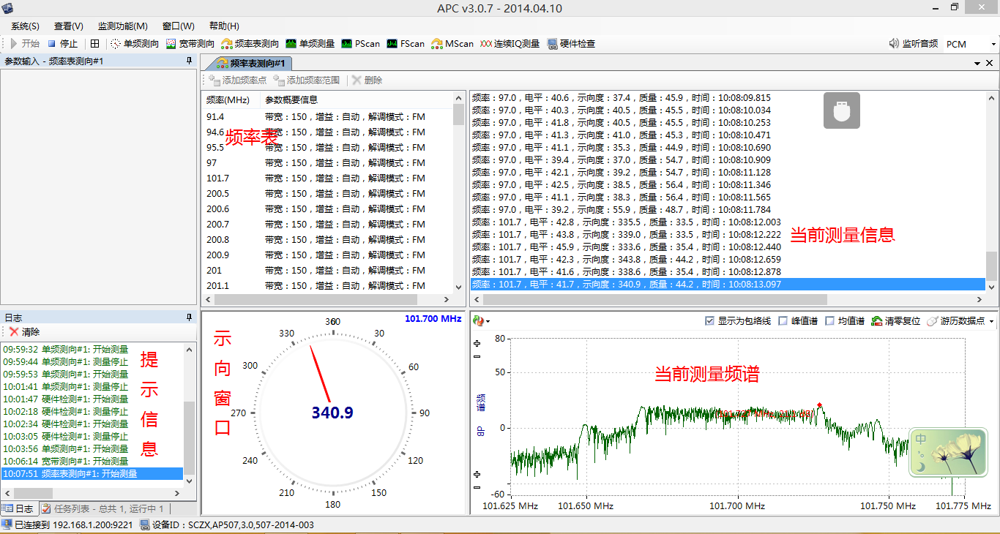 APC v3.0.7 - 2014.04.10
系统(S) 查看(V) 监测功能(M) 窗口(W) 帮助(H)
开始 停止 单频测向 宽带测向 频率表测向 单频测量 PScan FScan MScan 连续IQ测量 硬件检查 监听音频 PCM
参数输入 - 频率表测向#1
频率表测向#1
添加频率点 添加频率范围 删除
频率(MHz) 参数概要信息
91.4 带宽：150，增益：自动，解调模式：FM
94.6 带宽：150，增益：自动，解调模式：FM
95.5 带宽：150，增益：自动，解调模式：FM
97 带宽：150，增益：自动，解调模式：FM
101.7 带宽：150，增益：自动，解调模式：FM
200.5 带宽：150，增益：自动，解调模式：FM
200.6 带宽：150，增益：自动，解调模式：FM
200.7 带宽：150，增益：自动，解调模式：FM
200.8 带宽：150，增益：自动，解调模式：FM
200.9 带宽：150，增益：自动，解调模式：FM
201 带宽：150，增益：自动，解调模式：FM
201.1 带宽：150，增益：自动，解调模式：FM
频率表
频率：97.0，电平：40.6，示向度：37.4，质量：45.9，时间：10:08:09.815
频率：97.0，电平：40.3，示向度：40.5，质量：45.5，时间：10:08:10.034
频率：97.0，电平：41.8，示向度：40.5，质量：45.5，时间：10:08:10.253
频率：97.0，电平：41.3，示向度：41.0，质量：45.3，时间：10:08:10.471
频率：97.0，电平：41.1，示向度：35.3，质量：44.9，时间：10:08:10.690
频率：97.0，电平：39.4，示向度：37.0，质量：54.7，时间：10:08:10.909
频率：97.0，电平：42.1，示向度：39.2，质量：54.7，时间：10:08:11.128
频率：97.0，电平：42.5，示向度：38.5，质量：56.4，时间：10:08:11.346
频率：97.0，电平：41.1，示向度：38.3，质量：56.4，时间：10:08:11.565
频率：97.0，电平：39.2，示向度：55.9，质量：48.7，时间：10:08:11.784
频率：101.7，电平：42.8，示向度：335.5，质量：33.5，时间：10:08:12.003
频率：101.7，电平：43.8，示向度：339.0，质量：33.5，时间：10:08:12.222
频率：101.7，电平：45.9，示向度：333.6，质量：35.4，时间：10:08:12.440
频率：101.7，电平：42.3，示向度：343.8，质量：44.2，时间：10:08:12.659
频率：101.7，电平：41.6，示向度：338.6，质量：35.4，时间：10:08:12.878
频率：101.7，电平：41.7，示向度：340.9，质量：44.2，时间：10:08:13.097
当前测量信息
日志
清除
09:59:32 单频测向#1: 开始测量
09:59:44 单频测向#1: 测量停止
09:59:53 单频测向#1: 开始测量
10:01:41 单频测向#1: 测量停止
10:01:47 硬件检测#1: 开始测量
10:02:18 硬件检测#1: 测量停止
10:02:34 硬件检测#1: 开始测量
10:03:05 硬件检测#1: 测量停止
10:03:56 单频测向#1: 开始测量
10:06:14 宽带测向#1: 开始测量
10:07:51 频率表测向#1: 开始测量
提示信息
日志 任务列表 - 总共 1, 运行中 1
101.700 MHz
示向窗口
360
30
60
90
120
150
180
210
240
270
300
330
340.9
显示为包络线 峰值谱 均值谱 清零复位 游历数据点
当前测量频谱
频谱
dB
80
50
0
-60
101.625 MHz 101.650 MHz 101.700 MHz 101.750 MHz 101.775 MHz
中
已连接到 192.168.1.200:9221 设备ID：SCZX,AP507,3.0,507-2014-003